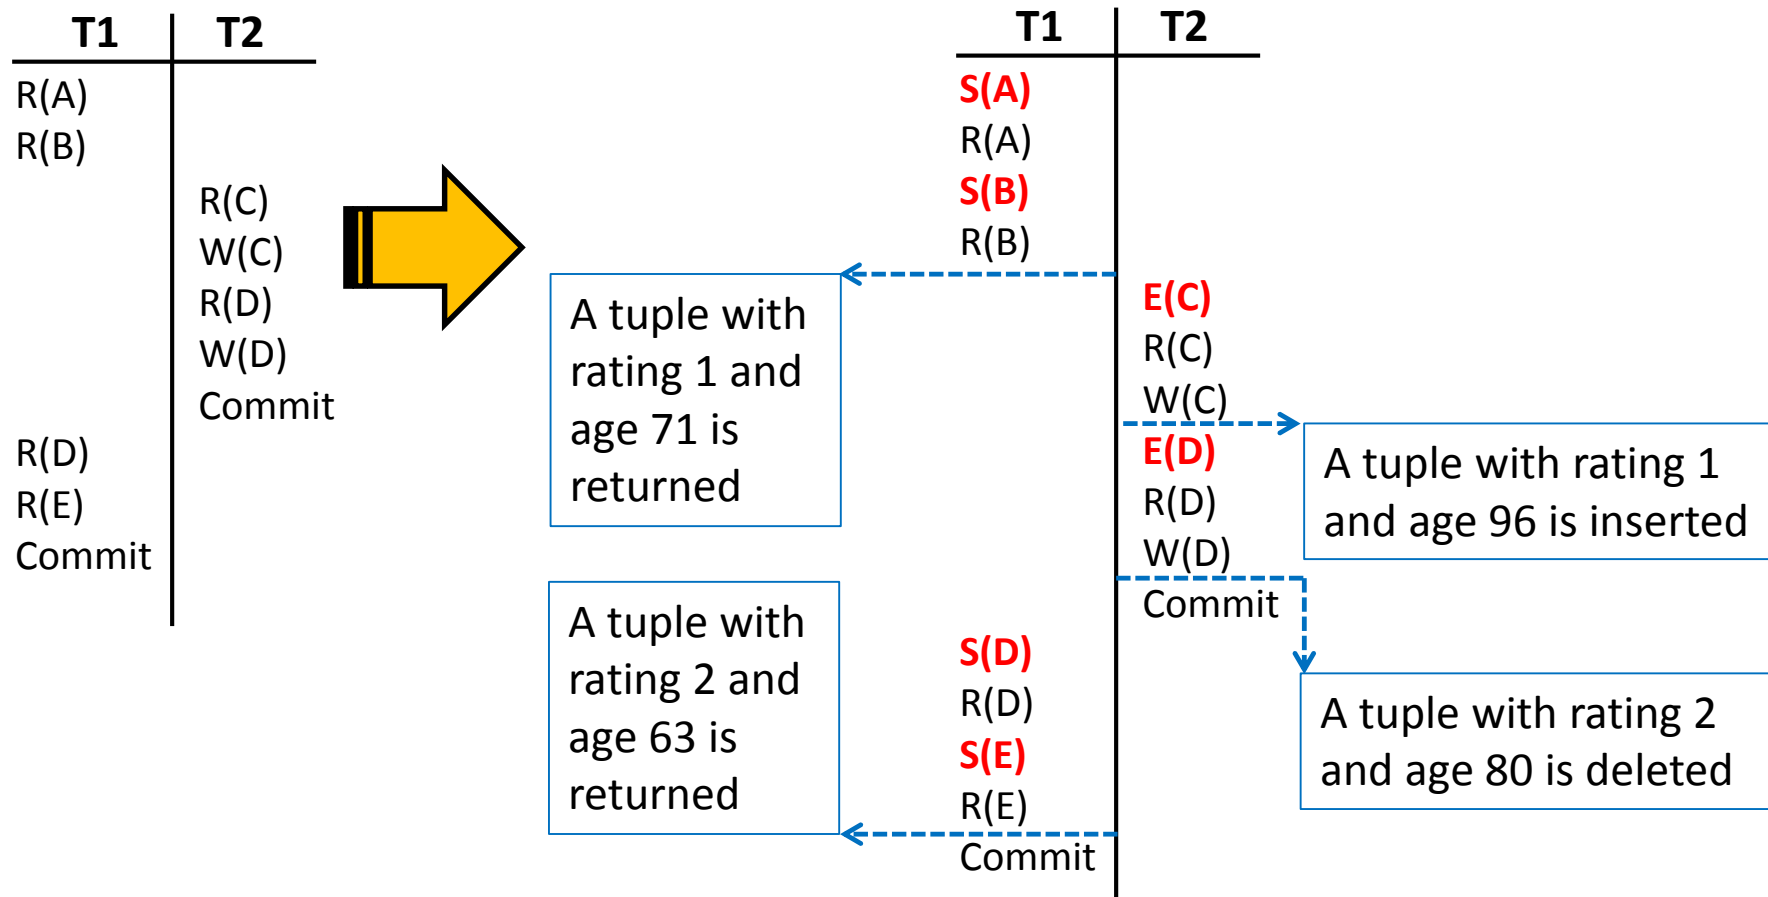 T1 T2
R(A)
R(B)
R(C)
W(C)
R(D)
W(D)
Commit
R(D)
R(E)
Commit
T1 T2
S(A)
R(A)
S(B)
R(B)
A tuple with
rating 1 and
age 71 is
returned
E(C)
R(C)
W(C)
E(D)
R(D)
W(D)
Commit
A tuple with rating 1
and age 96 is inserted
A tuple with rating 2
and age 80 is deleted
S(D)
R(D)
S(E)
R(E)
Commit
A tuple with
rating 2 and
age 63 is
returned